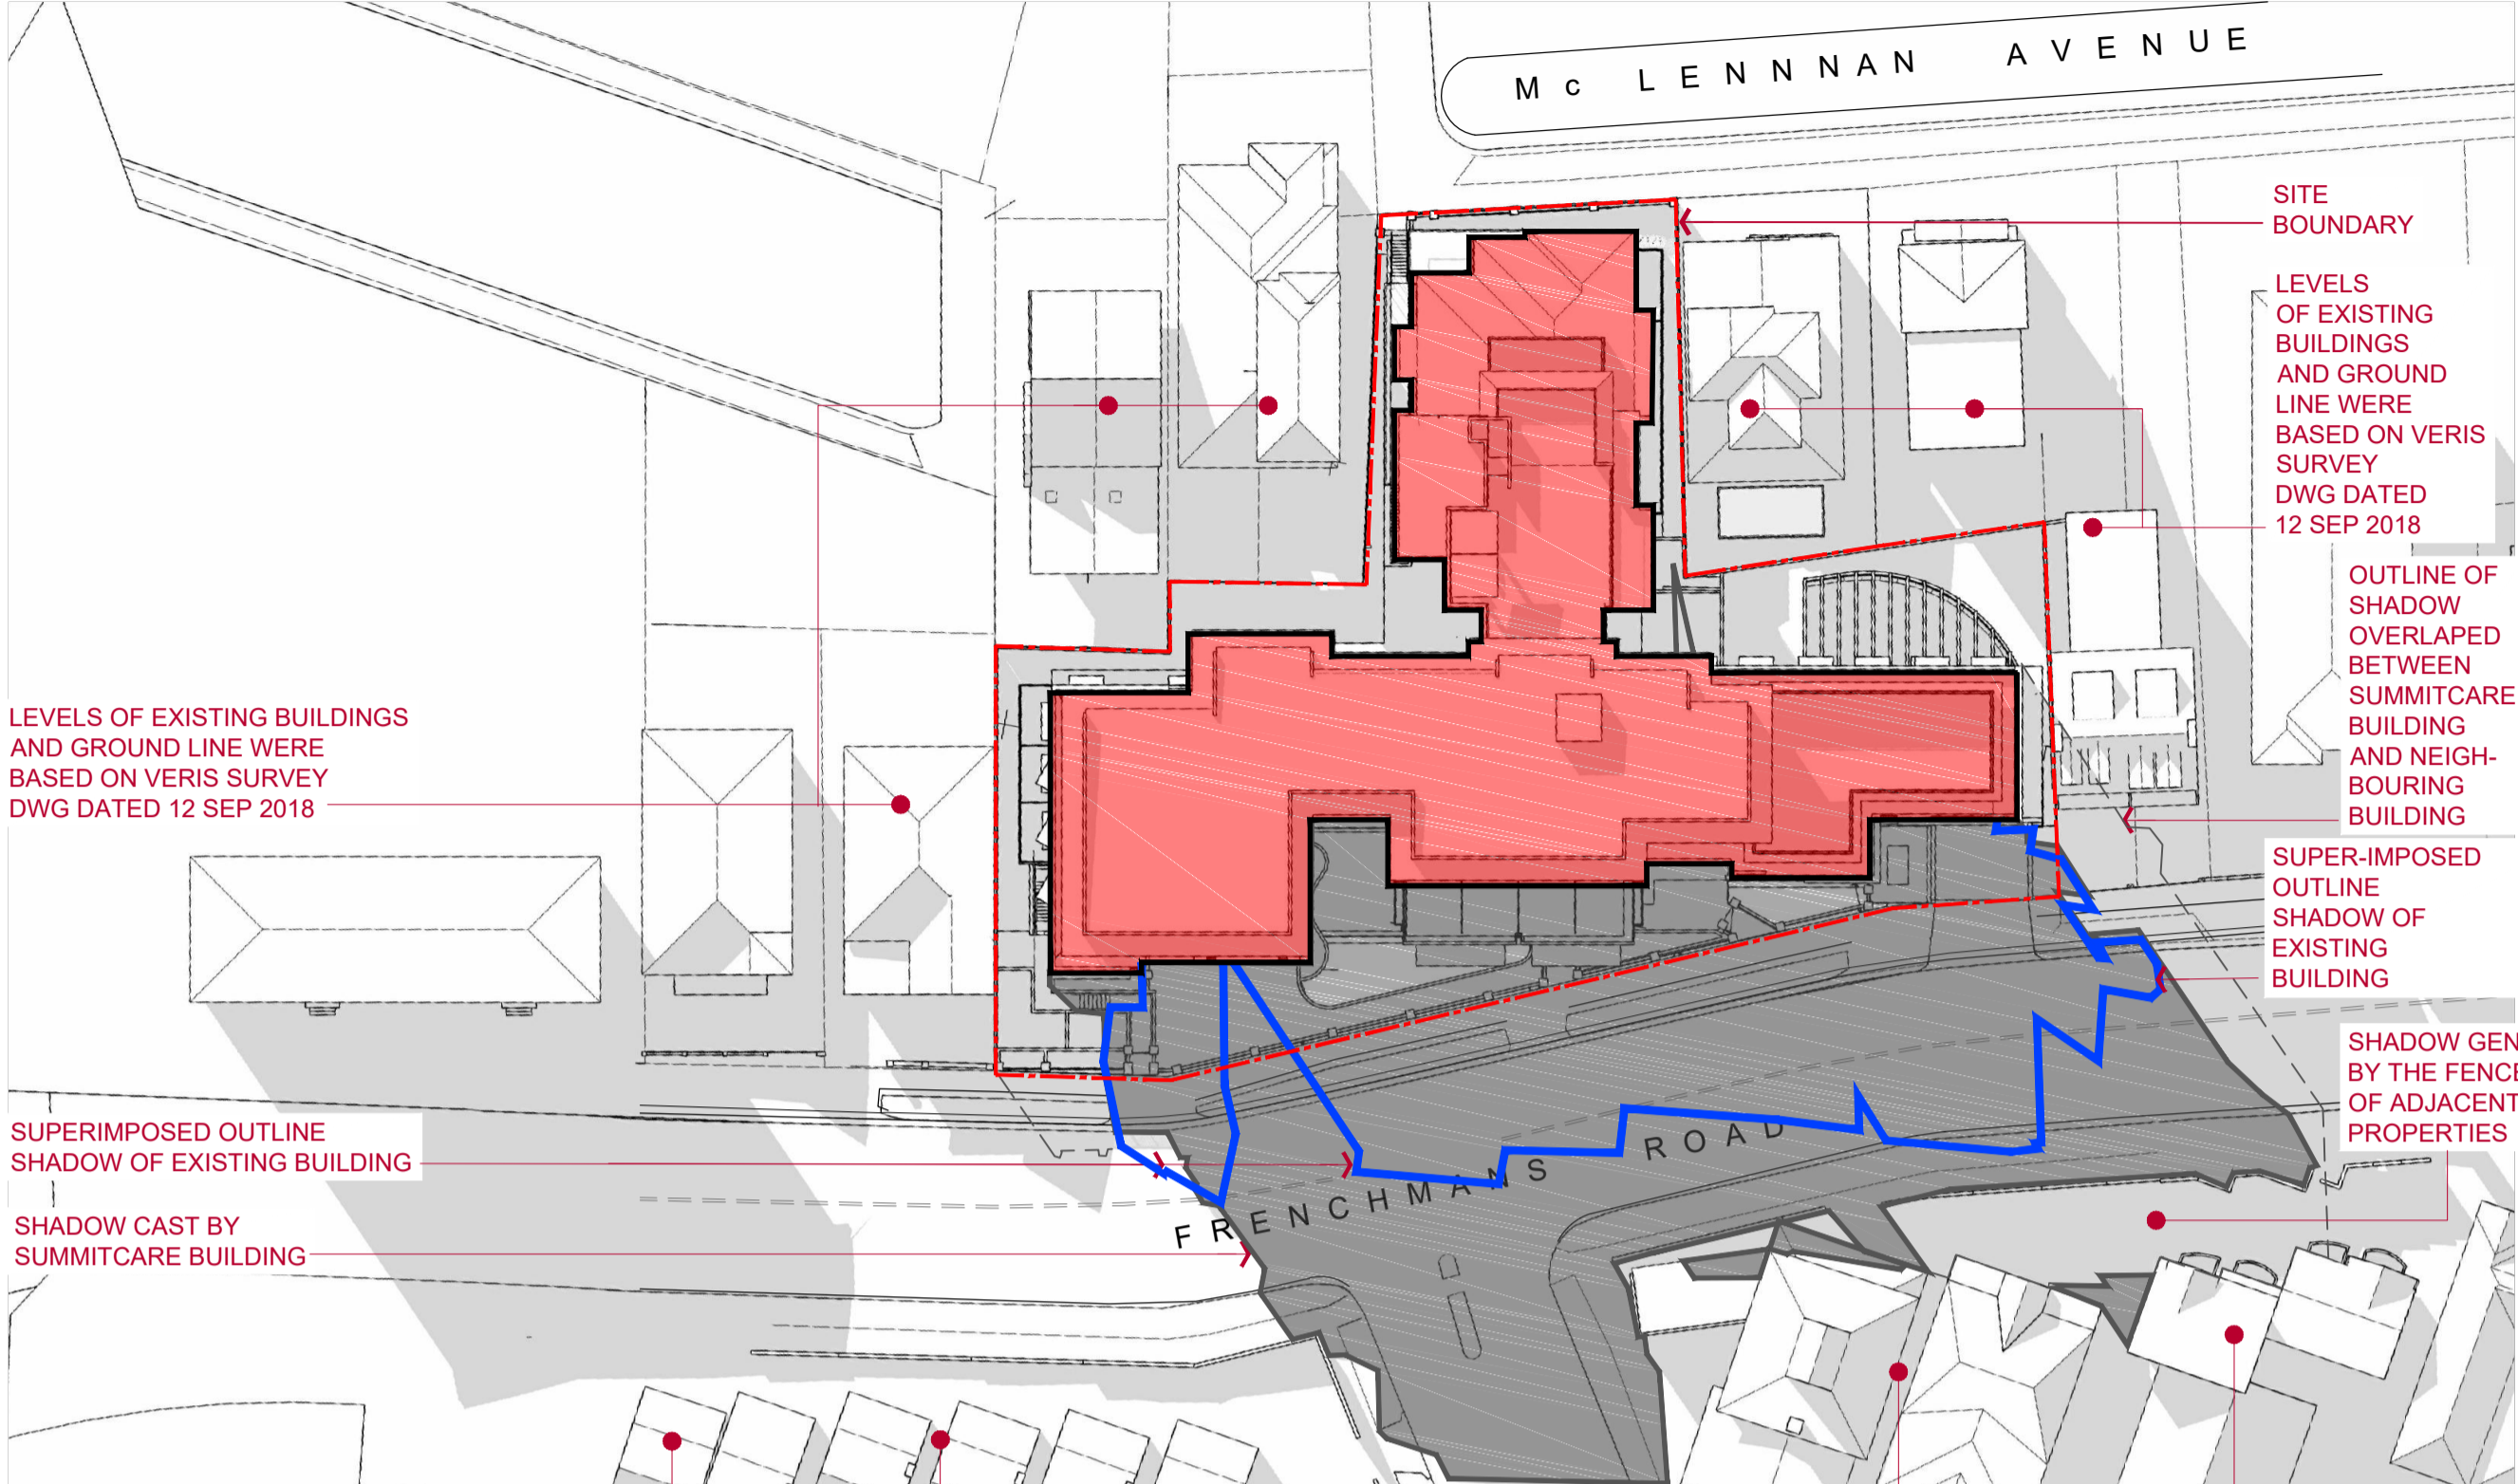 Mc LENNNAN AVENUE
SITE
BOUNDARY
LEVELS
OF EXISTING
BUILDINGS
AND GROUND
LINE WERE
BASED ON VERIS
SURVEY
DWG DATED
12 SEP 2018
OUTLINE OF
SHADOW
OVERLAPED
BETWEEN
SUMMITCARE
BUILDING
AND NEIGH-
BOURING
BUILDING
LEVELS OF EXISTING BUILDINGS
AND GROUND LINE WERE
BASED ON VERIS SURVEY
DWG DATED 12 SEP 2018
SUPER-IMPOSED
OUTLINE
SHADOW OF
EXISTING
BUILDING
SHADOW GEN
BY THE FENCE
OF ADJACENT
PROPERTIES
SUPERIMPOSED OUTLINE
SHADOW OF EXISTING BUILDING
FRENCHMANS ROAD
SHADOW CAST BY
SUMMITCARE BUILDING